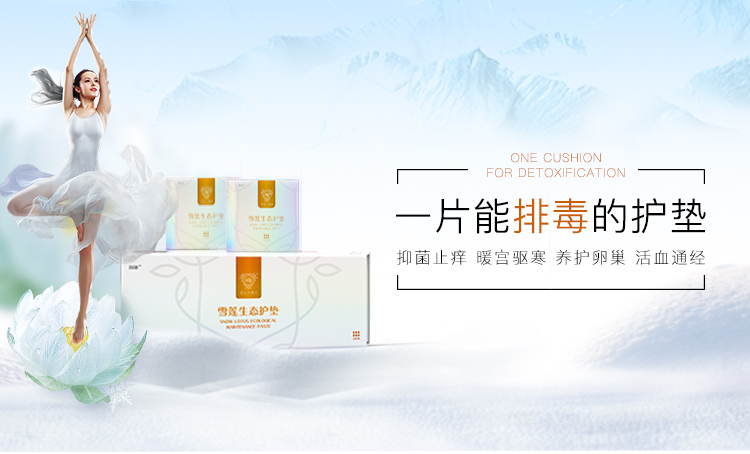 ONE CUSHION
FOR DETOXIFICATION
一片能排毒的护垫
抑菌止痒 暖宫驱寒 养护卵巢 活血通经
雪莲生态护垫
雪莲生态护垫
雪莲生态护垫
SNOW LOTUS ECOLOGICAL
MAINTENANCE PASTE